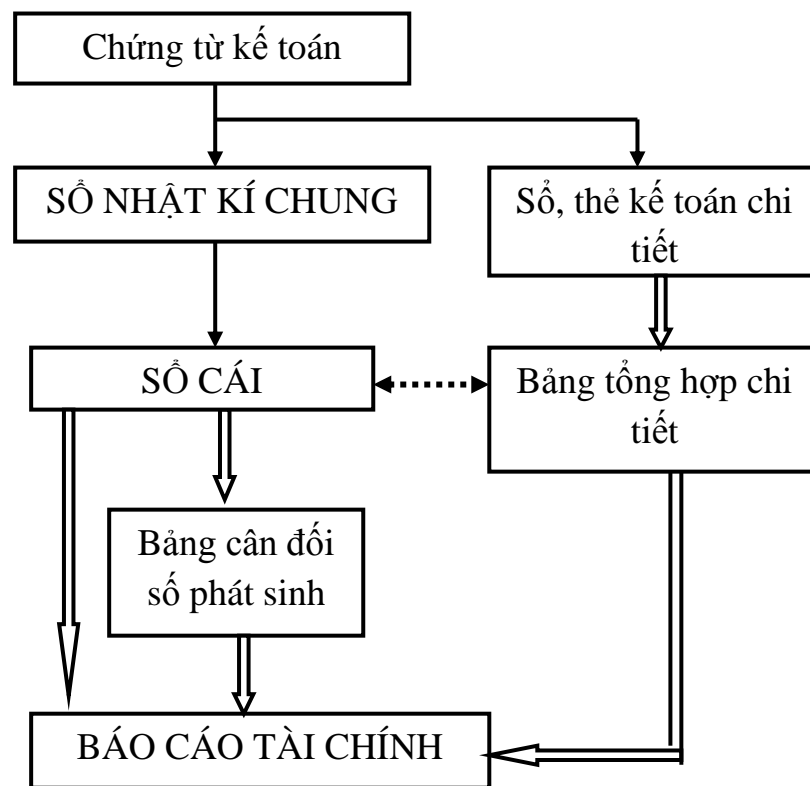 Chứng từ kế toán
SỔ NHẬT KÍ CHUNG
Sổ, thẻ kế toán chi
tiết
SỔ CÁI
Bảng tổng hợp chi
tiết
Bảng cân đối
số phát sinh
BÁO CÁO TÀI CHÍNH